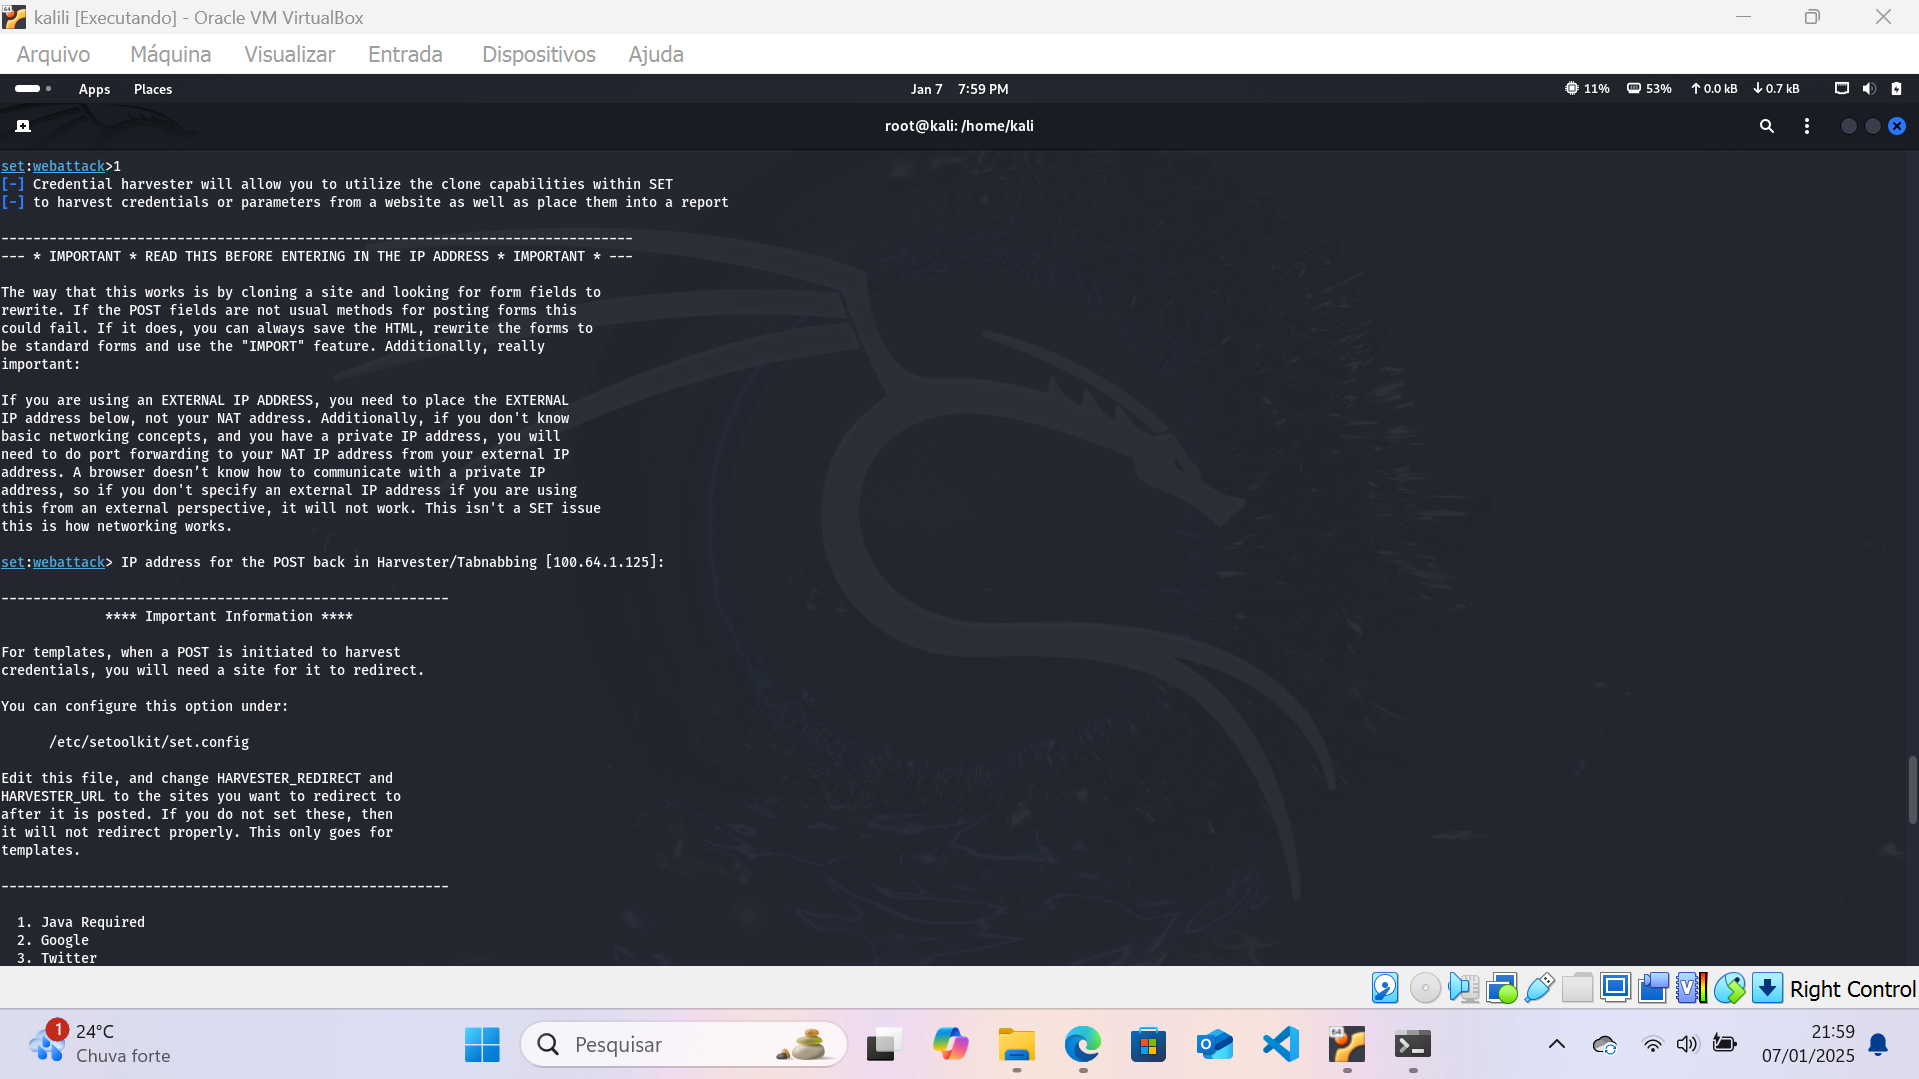 kalili [Executando] - Oracle VM VirtualBox
Arquivo Máquina Visualizar Entrada Dispositivos Ajuda
Apps Places Jan 7 7:59 PM 11% 53% 0.0 kB 0.7 kB
root@kali: /home/kali
set:webattack>1
[-] Credential harvester will allow you to utilize the clone capabilities within SET
[-] to harvest credentials or parameters from a website as well as place them into a report
-------------------------------------------------------------------------------
--- * IMPORTANT * READ THIS BEFORE ENTERING IN THE IP ADDRESS * IMPORTANT * ---
The way that this works is by cloning a site and looking for form fields to
rewrite. If the POST fields are not usual methods for posting forms this
could fail. If it does, you can always save the HTML, rewrite the forms to
be standard forms and use the "IMPORT" feature. Additionally, really
important:
If you are using an EXTERNAL IP ADDRESS, you need to place the EXTERNAL
IP address below, not your NAT address. Additionally, if you don't know
basic networking concepts, and you have a private IP address, you will
need to do port forwarding to your NAT IP address from your external IP
address. A browser doesn’t know how to communicate with a private IP
address, so if you don't specify an external IP address if you are using
this from an external perspective, it will not work. This isn't a SET issue
this is how networking works.
set:webattack> IP address for the POST back in Harvester/Tabnabbing [100.64.1.125]:
--------------------------------------------------------
**** Important Information ****
For templates, when a POST is initiated to harvest
credentials, you will need a site for it to redirect.
You can configure this option under:
/etc/setoolkit/set.config
Edit this file, and change HARVESTER_REDIRECT and
HARVESTER_URL to the sites you want to redirect to
after it is posted. If you do not set these, then
it will not redirect properly. This only goes for
templates.
--------------------------------------------------------
1. Java Required
2. Google
3. Twitter
Right Control
1 24°C
Chuva forte
Pesquisar
21:59
07/01/2025